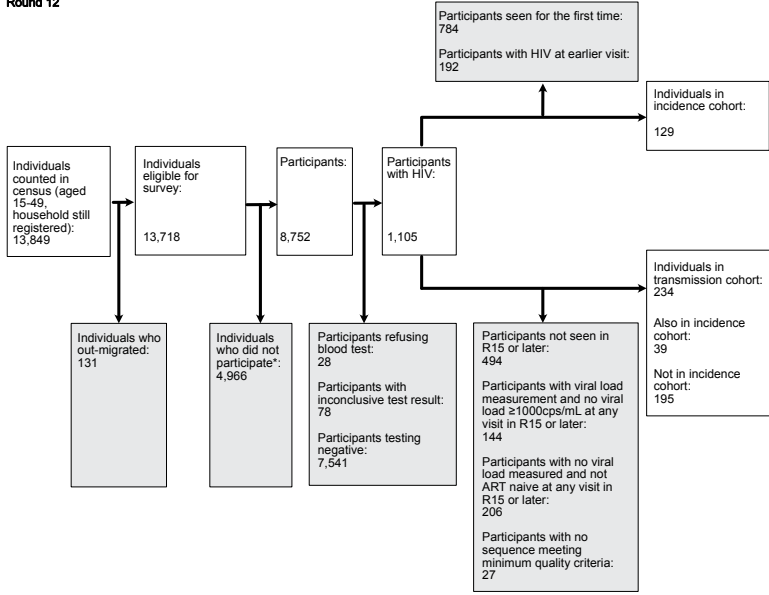 Round 12
Participants seen for the first time:
784
Participants with HIV at earlier visit:
192
Individuals in
incidence cohort:
129
Individuals
counted in
census (aged
15-49,
household still
registered):
13,849
Individuals
eligible for
survey:
13,718
Participants:
8,752
Participants
with HIV:
1,105
Individuals in
transmission cohort:
234
Also in incidence
cohort:
39
Not in incidence
cohort:
195
Individuals who
out-migrated:
131
Individuals
who did not
participate*:
4,966
Participants refusing
blood test:
28
Participants with
inconclusive test result:
78
Participants testing
negative:
7,541
Participants not seen in
R15 or later:
494
Participants with viral load
measurement and no viral
load ≥1000cps/mL at any
visit in R15 or later:
144
Participants with no viral
load measured and not
ART naive at any visit in
R15 or later:
206
Participants with no
sequence meeting
minimum quality criteria:
27